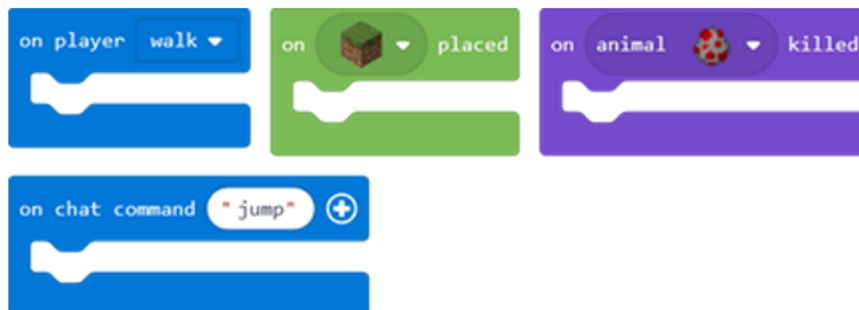 on player walk
on placed
on animal killed
on chat command "jump"